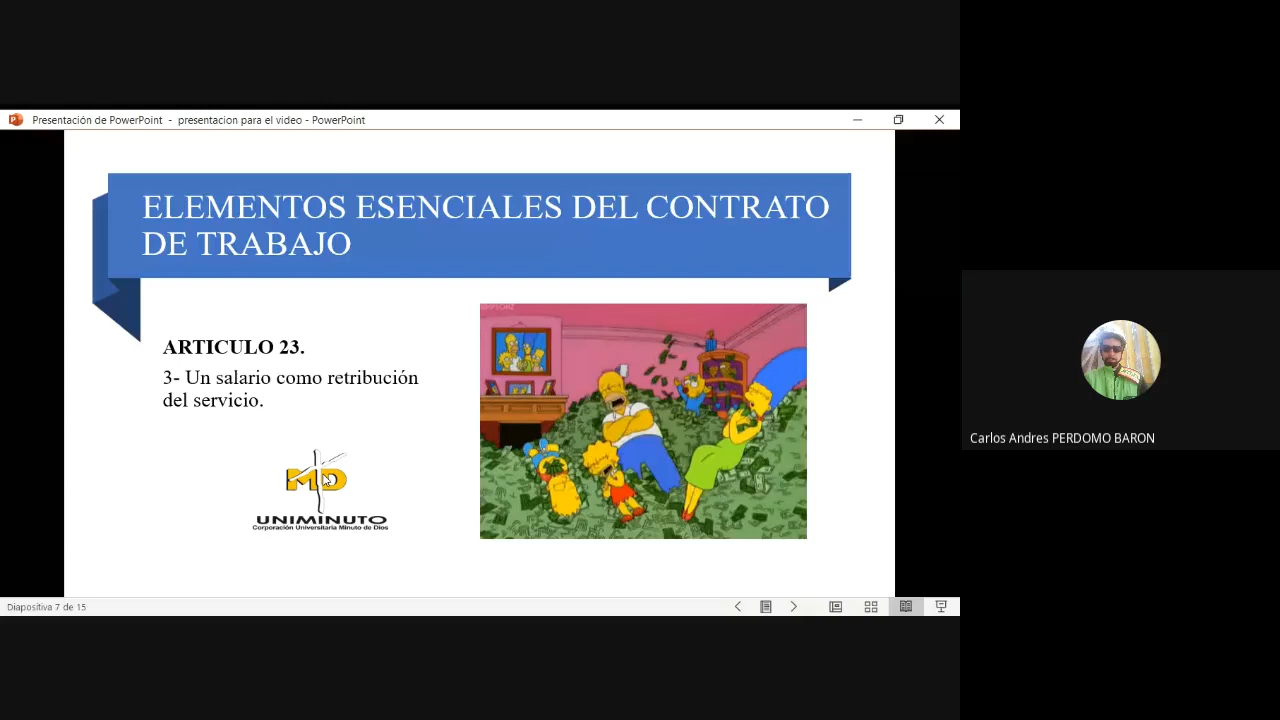 Presentación de PowerPoint - presentacion para el video - PowerPoint
ELEMENTOS ESENCIALES DEL CONTRATO
DE TRABAJO
ARTICULO 23.
3- Un salario como retribución
del servicio.
MD
UNIMINUTO
Corporación Universitaria Minuto de Dios
Carlos Andres PERDOMO BARON
Diapositiva 7 de 15